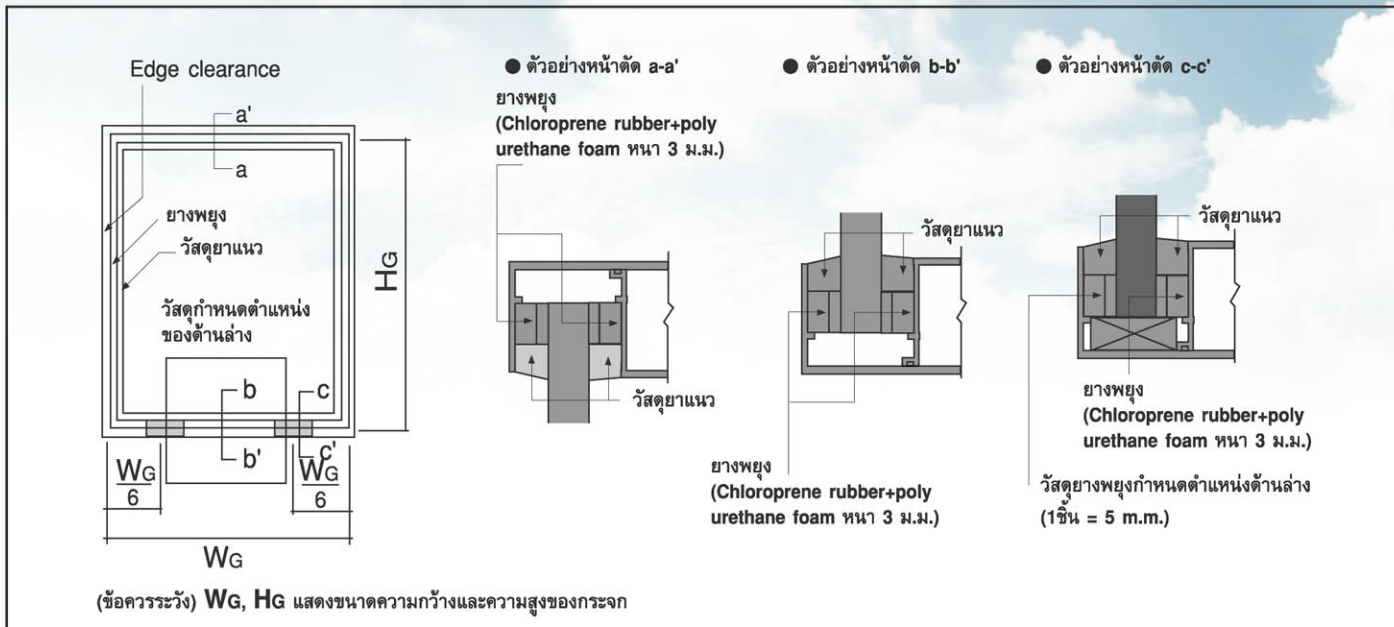 Edge clearance
a'
a
ยางพยุง
วัสดุยาแนว
HG
วัสดุกำหนดตำแหน่ง
ของด้านล่าง
b
c
b'
c'
WG
6
WG
6
WG
● ตัวอย่างหน้าตัด a-a'
ยางพยุง
(Chloroprene rubber+poly
urethane foam หนา 3 ม.ม.)
วัสดุยาแนว
● ตัวอย่างหน้าตัด b-b'
วัสดุยาแนว
ยางพยุง
(Chloroprene rubber+poly
urethane foam หนา 3 ม.ม.)
● ตัวอย่างหน้าตัด c-c'
วัสดุยาแนว
ยางพยุง
(Chloroprene rubber+poly
urethane foam หนา 3 ม.ม.)
วัสดุยางพยุงกำหนดตำแหน่งด้านล่าง
(1ชิ้น = 5 m.m.)
(ข้อควรระวัง) WG, HG แสดงขนาดความกว้างและความสูงของกระจก